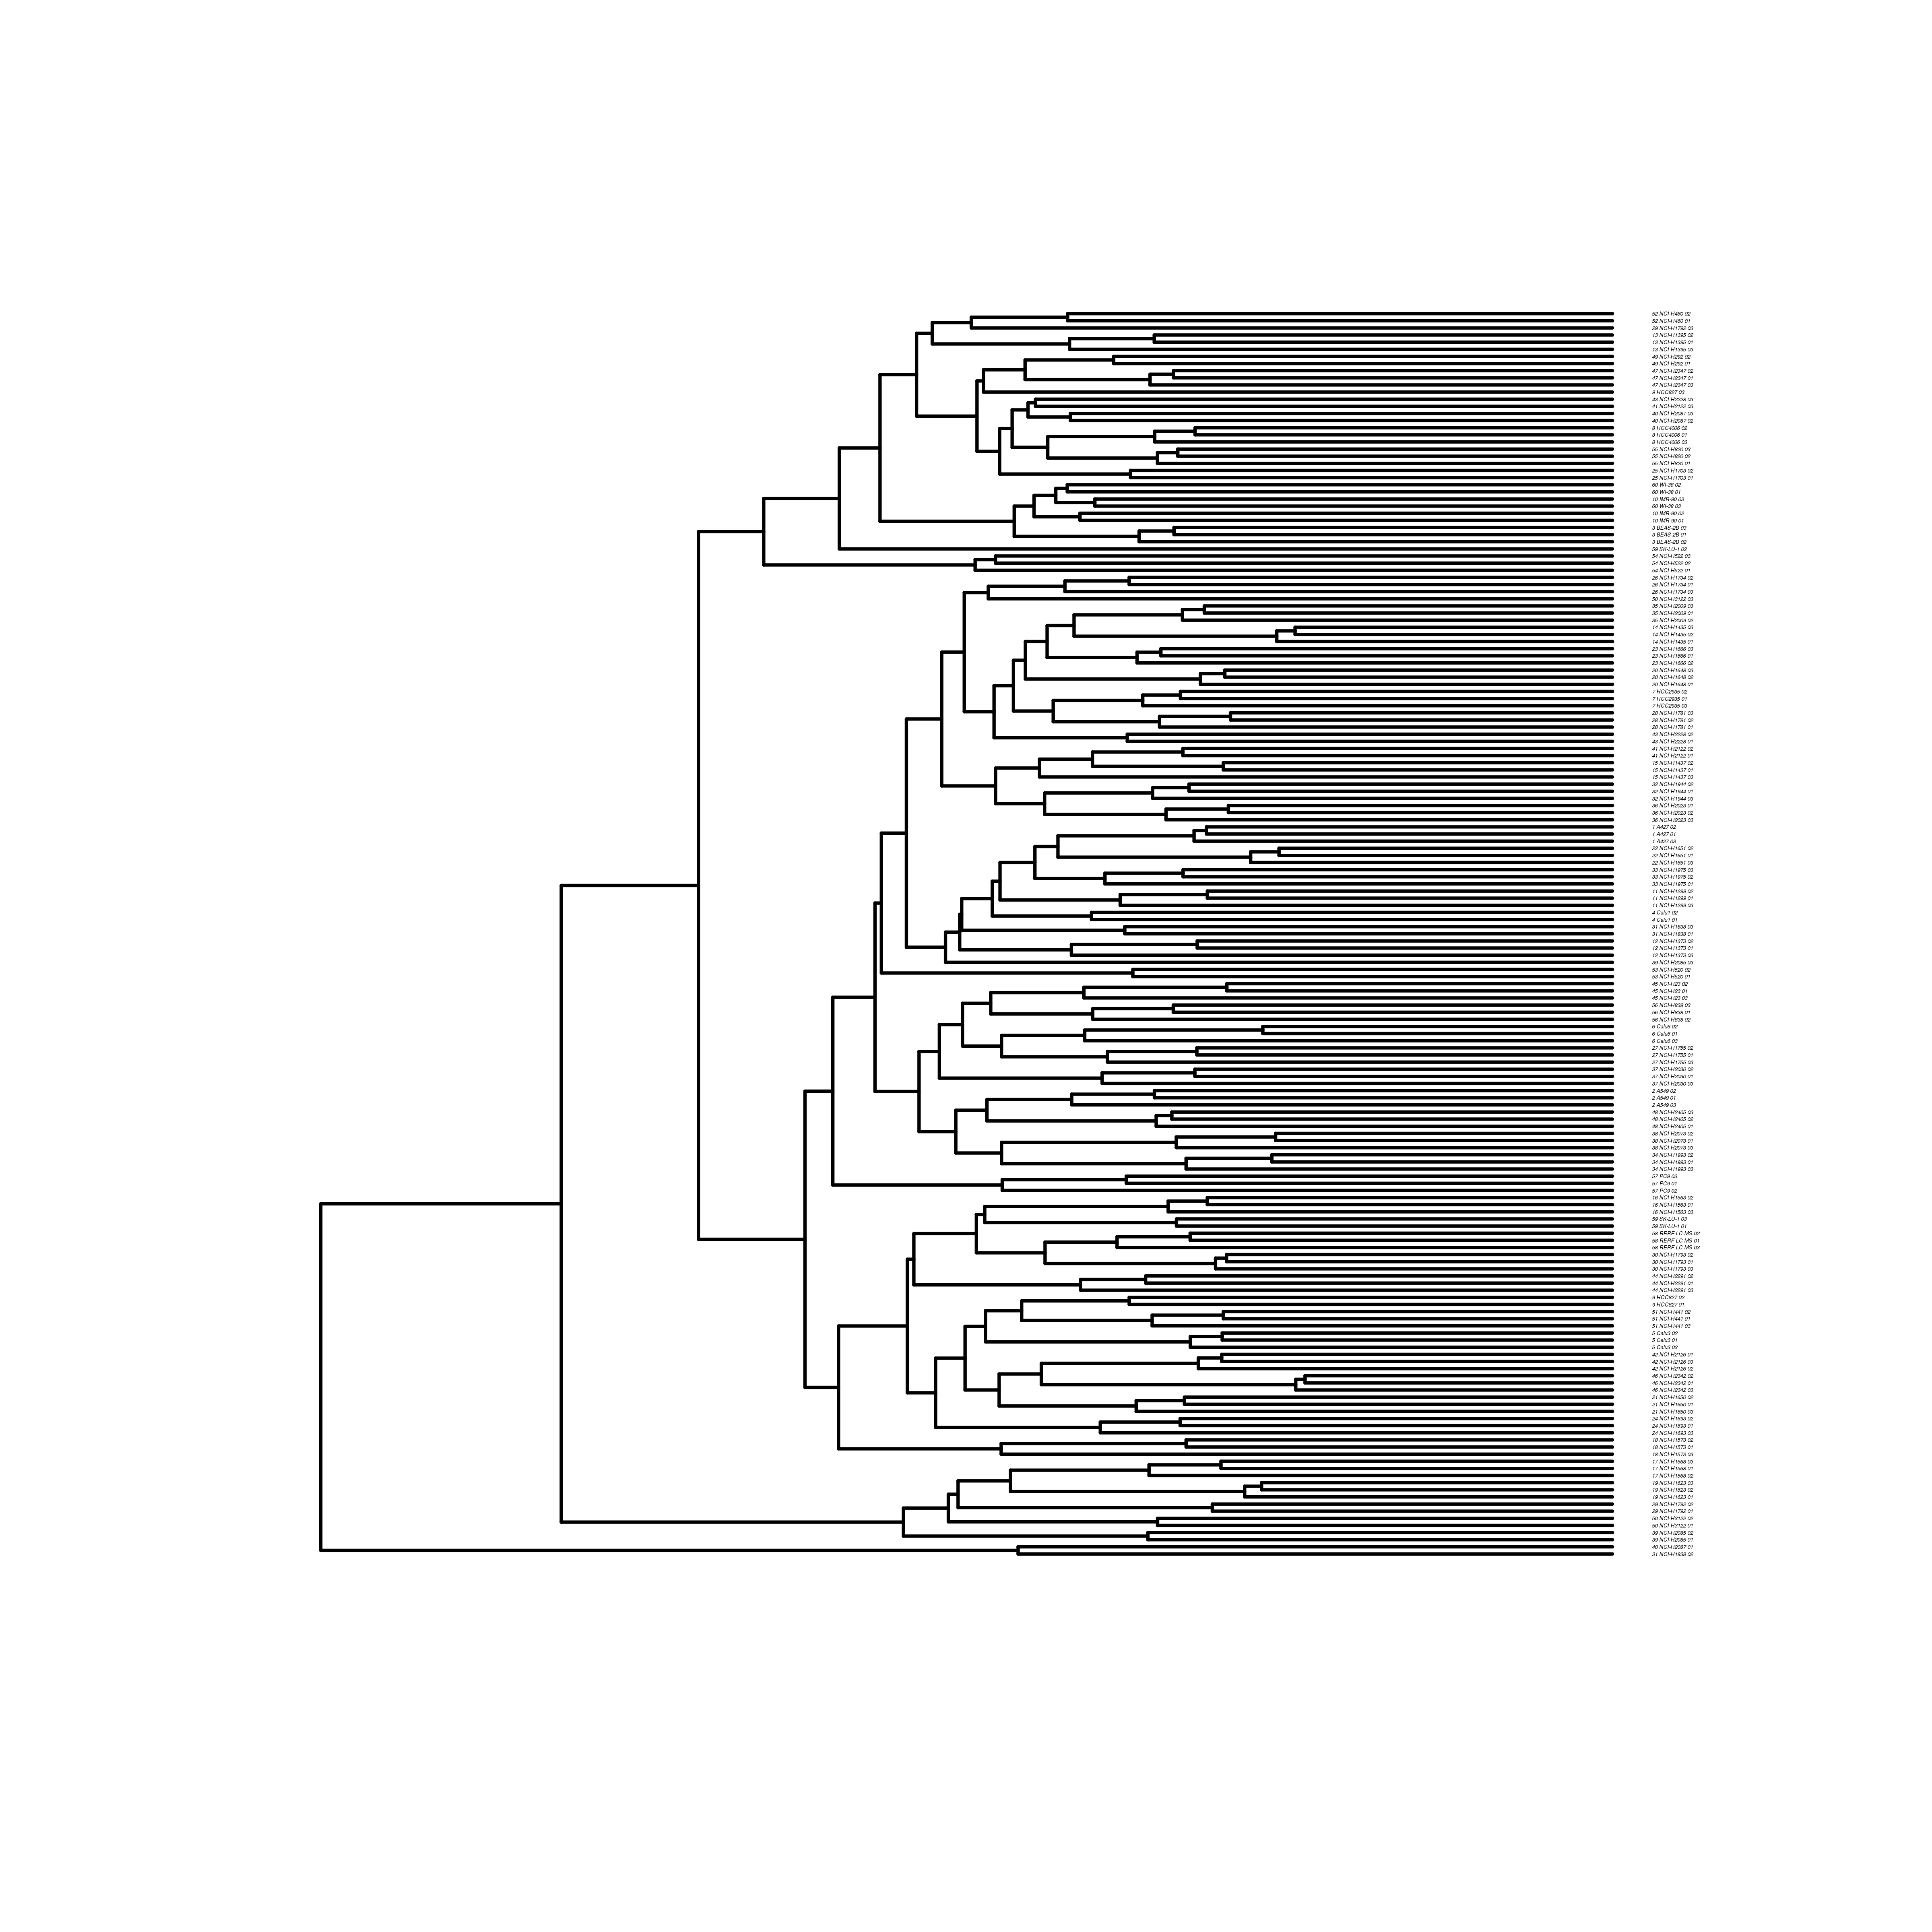 52 NCI-H460 02
52 NCI-H460 01
29 NCI-H1792 03
13 NCI-H1395 02
13 NCI-H1395 01
13 NCI-H1395 03
49 NCI-H292 02
49 NCI-H292 01
47 NCI-H2347 02
47 NCI-H2347 01
47 NCI-H2347 03
9 HCC827 03
43 NCI-H2228 03
41 NCI-H2122 03
40 NCI-H2087 03
40 NCI-H2087 02
8 HCC4006 02
8 HCC4006 01
8 HCC4006 03
55 NCI-H820 03
55 NCI-H820 02
55 NCI-H820 01
25 NCI-H1703 02
25 NCI-H1703 01
60 WI-38 02
60 WI-38 01
10 IMR-90 03
60 WI-38 03
10 IMR-90 02
10 IMR-90 01
3 BEAS-2B 03
3 BEAS-2B 01
3 BEAS-2B 02
59 SK-LU-1 02
54 NCI-H522 03
54 NCI-H522 02
54 NCI-H522 01
26 NCI-H1734 02
26 NCI-H1734 01
26 NCI-H1734 03
50 NCI-H3122 03
35 NCI-H2009 03
35 NCI-H2009 01
35 NCI-H2009 02
14 NCI-H1435 03
14 NCI-H1435 02
14 NCI-H1435 01
23 NCI-H1666 03
23 NCI-H1666 01
23 NCI-H1666 02
20 NCI-H1648 03
20 NCI-H1648 02
20 NCI-H1648 01
7 HCC2935 02
7 HCC2935 01
7 HCC2935 03
28 NCI-H1781 03
28 NCI-H1781 02
28 NCI-H1781 01
43 NCI-H2228 02
43 NCI-H2228 01
41 NCI-H2122 02
41 NCI-H2122 01
15 NCI-H1437 02
15 NCI-H1437 01
15 NCI-H1437 03
32 NCI-H1944 02
32 NCI-H1944 01
32 NCI-H1944 03
36 NCI-H2023 01
36 NCI-H2023 02
36 NCI-H2023 03
1 A427 02
1 A427 01
1 A427 03
22 NCI-H1651 02
22 NCI-H1651 01
22 NCI-H1651 03
33 NCI-H1975 03
33 NCI-H1975 02
33 NCI-H1975 01
11 NCI-H1299 02
11 NCI-H1299 01
11 NCI-H1299 03
4 Calu1 02
4 Calu1 01
31 NCI-H1838 03
31 NCI-H1838 01
12 NCI-H1373 02
12 NCI-H1373 01
12 NCI-H1373 03
39 NCI-H2085 03
53 NCI-H520 02
53 NCI-H520 01
45 NCI-H23 02
45 NCI-H23 01
45 NCI-H23 03
56 NCI-H838 03
56 NCI-H838 01
56 NCI-H838 02
6 Calu6 02
6 Calu6 01
6 Calu6 03
27 NCI-H1755 02
27 NCI-H1755 01
27 NCI-H1755 03
37 NCI-H2030 02
37 NCI-H2030 01
37 NCI-H2030 03
2 A549 02
2 A549 01
2 A549 03
48 NCI-H2405 03
48 NCI-H2405 02
48 NCI-H2405 01
38 NCI-H2073 02
38 NCI-H2073 01
38 NCI-H2073 03
34 NCI-H1993 02
34 NCI-H1993 01
34 NCI-H1993 03
57 PC9 03
57 PC9 01
57 PC9 02
16 NCI-H1563 02
16 NCI-H1563 01
16 NCI-H1563 03
59 SK-LU-1 03
59 SK-LU-1 01
58 RERF-LC-MS 02
58 RERF-LC-MS 01
58 RERF-LC-MS 03
30 NCI-H1793 02
30 NCI-H1793 01
30 NCI-H1793 03
44 NCI-H2291 02
44 NCI-H2291 01
44 NCI-H2291 03
9 HCC827 02
9 HCC827 01
51 NCI-H441 02
51 NCI-H441 01
51 NCI-H441 03
5 Calu3 02
5 Calu3 01
5 Calu3 03
42 NCI-H2126 01
42 NCI-H2126 03
42 NCI-H2126 02
46 NCI-H2342 02
46 NCI-H2342 01
46 NCI-H2342 03
21 NCI-H1650 02
21 NCI-H1650 01
21 NCI-H1650 03
24 NCI-H1693 02
24 NCI-H1693 01
24 NCI-H1693 03
18 NCI-H1573 02
18 NCI-H1573 01
18 NCI-H1573 03
17 NCI-H1568 03
17 NCI-H1568 01
17 NCI-H1568 02
19 NCI-H1623 03
19 NCI-H1623 02
19 NCI-H1623 01
29 NCI-H1792 02
29 NCI-H1792 01
50 NCI-H3122 02
50 NCI-H3122 01
39 NCI-H2085 02
39 NCI-H2085 01
40 NCI-H2087 01
31 NCI-H1838 02